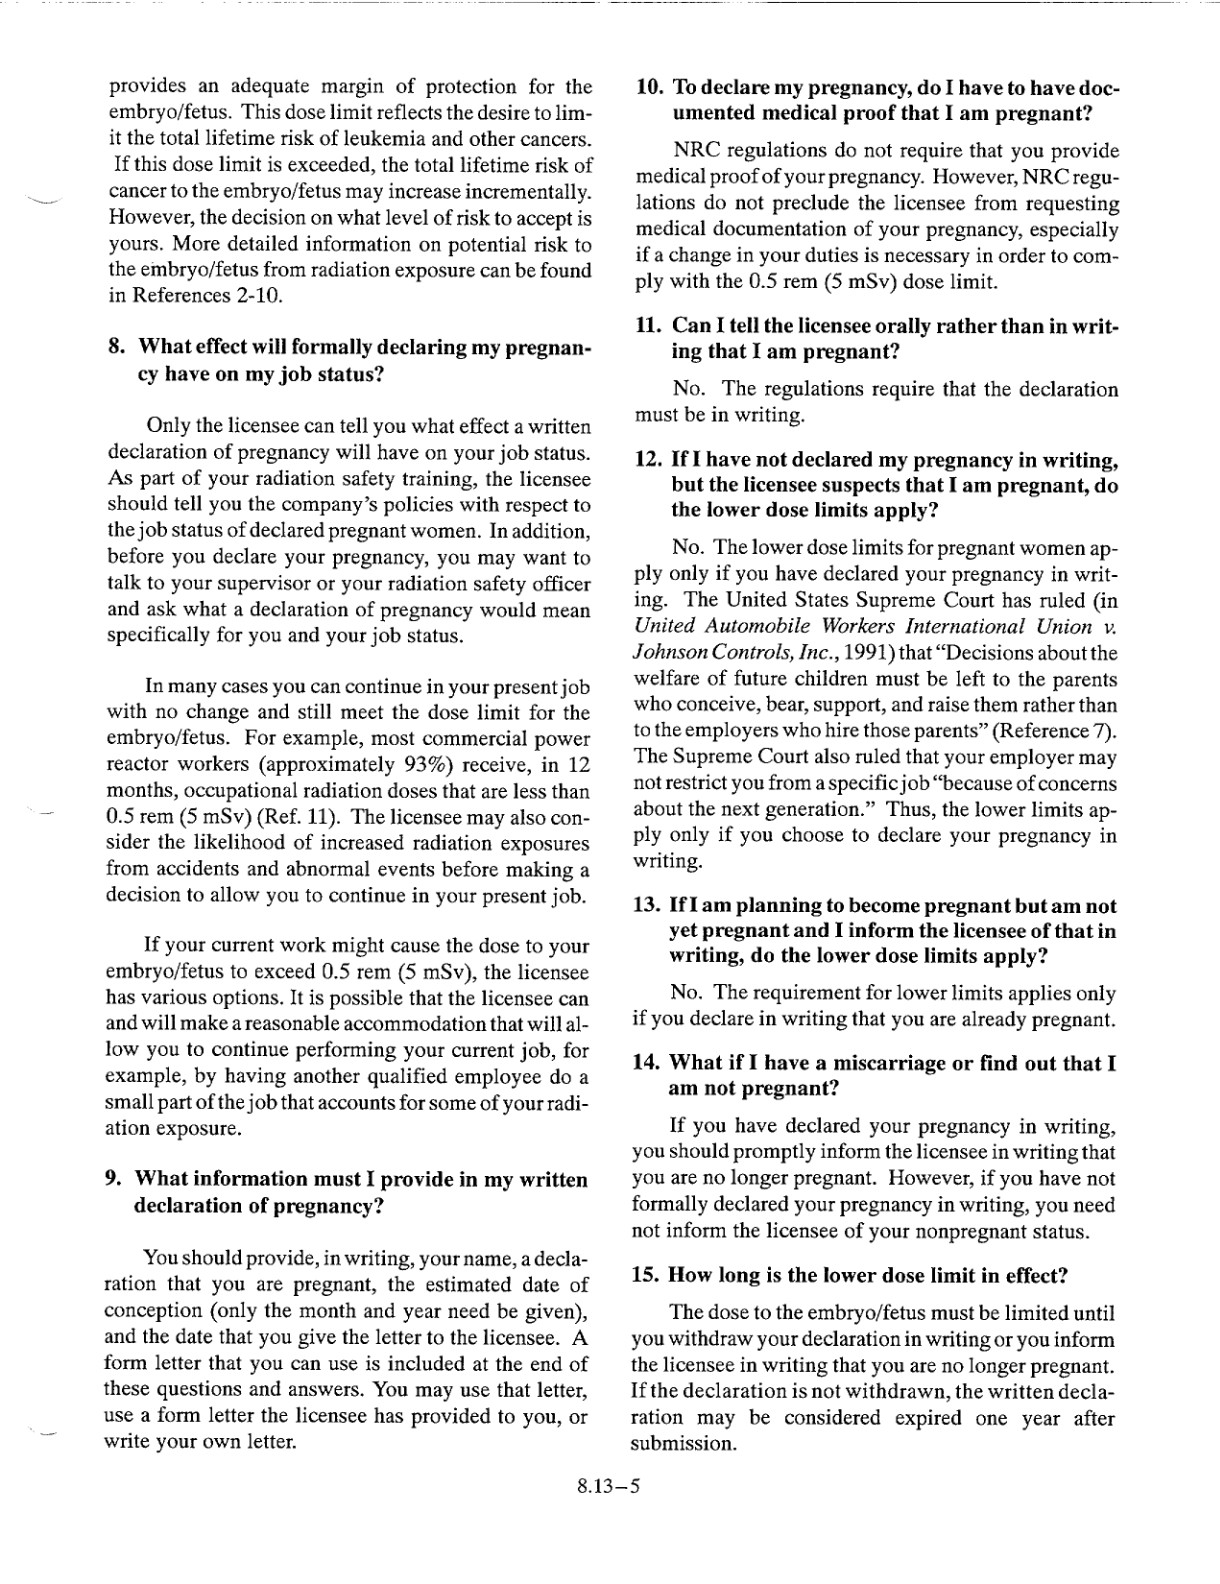 provides an adequate margin of protection for the
embryo/fetus. This dose limit reflects the desire to lim-
it the total lifetime risk of leukemia and other cancers.
If this dose limit is exceeded, the total lifetime risk of
cancer to the embryo/fetus may increase incrementally.
However, the decision on what level of risk to accept is
yours. More detailed information on potential risk to
the embryo/fetus from radiation exposure can be found
in References 2-10.
8. What effect will formally declaring my pregnan-
cy have on my job status?
Only the licensee can tell you what effect a written
declaration of pregnancy will have on your job status.
As part of your radiation safety training, the licensee
should tell you the company's policies with respect to
the job status of declared pregnant women. In addition,
before you declare your pregnancy, you may want to
talk to your supervisor or your radiation safety officer
and ask what a declaration of pregnancy would mean
specifically for you and your job status.
In many cases you can continue in your present job
with no change and still meet the dose limit for the
embryo/fetus. For example, most commercial power
reactor workers (approximately 93%) receive, in 12
months, occupational radiation doses that are less than
0.5 rem (5 mSv) (Ref. 11). The licensee may also con-
sider the likelihood of increased radiation exposures
from accidents and abnormal events before making a
decision to allow you to continue in your present job.
If your current work might cause the dose to your
embryo/fetus to exceed 0.5 rem (5 mSv), the licensee
has various options. It is possible that the licensee can
and will make a reasonable accommodation that will al-
low you to continue performing your current job, for
example, by having another qualified employee do a
small part of the job that accounts for some of your radi-
ation exposure.
9. What information must I provide in my written
declaration of pregnancy?
You should provide, in writing, your name, a decla-
ration that you are pregnant, the estimated date of
conception (only the month and year need be given),
and the date that you give the letter to the licensee. A
form letter that you can use is included at the end of
these questions and answers. You may use that letter,
use a form letter the licensee has provided to you, or
write your own letter.
10. To declare my pregnancy, do I have to have doc-
umented medical proof that I am pregnant?
NRC regulations do not require that you provide
medical proof of your pregnancy. However, NRC regu-
lations do not preclude the licensee from requesting
medical documentation of your pregnancy, especially
if a change in your duties is necessary in order to com-
ply with the 0.5 rem (5 mSv) dose limit.
11. Can I tell the licensee orally rather than in writ-
ing that I am pregnant?
No. The regulations require that the declaration
must be in writing.
12. If I have not declared my pregnancy in writing,
but the licensee suspects that I am pregnant, do
the lower dose limits apply?
No. The lower dose limits for pregnant women ap-
ply only if you have declared your pregnancy in writ-
ing. The United States Supreme Court has ruled (in
United Automobile Workers International Union v.
Johnson Controls, Inc., 1991) that "Decisions about the
welfare of future children must be left to the parents
who conceive, bear, support, and raise them rather than
to the employers who hire those parents" (Reference 7).
The Supreme Court also ruled that your employer may
not restrict you from a specific job "because of concerns
about the next generation." Thus, the lower limits ap-
ply only if you choose to declare your pregnancy in
writing.
13. If I am planning to become pregnant but am not
yet pregnant and I inform the licensee of that in
writing, do the lower dose limits apply?
No. The requirement for lower limits applies only
if you declare in writing that you are already pregnant.
14. What if I have a miscarriage or find out that I
am not pregnant?
If you have declared your pregnancy in writing,
you should promptly inform the licensee in writing that
you are no longer pregnant. However, if you have not
formally declared your pregnancy in writing, you need
not inform the licensee of your nonpregnant status.
15. How long is the lower dose limit in effect?
The dose to the embryo/fetus must be limited until
you withdraw your declaration in writing or you inform
the licensee in writing that you are no longer pregnant.
If the declaration is not withdrawn, the written decla-
ration may be considered expired one year after
submission.
8.13–5